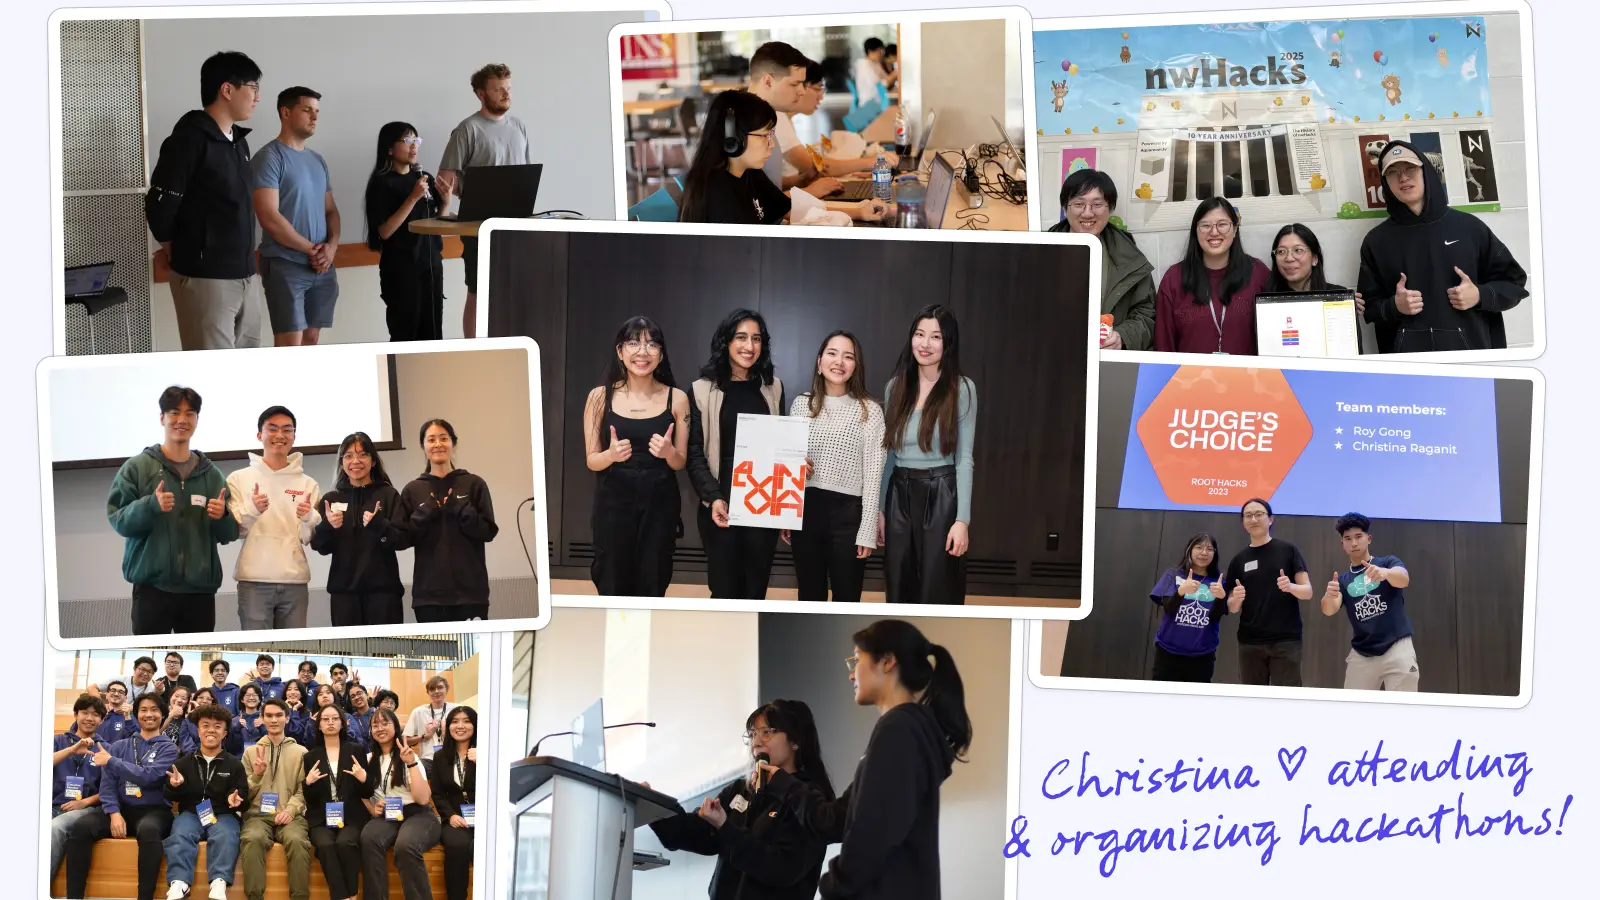 INS
nwHacks
2025
10 YEAR ANNIVERSARY
JUDGE'S
CHOICE
ROOT HACKS
2023
Team members:
★ Roy Gong
★ Christina Raganit
ROOT
HACKS
ROOT
HACKS
Christina ♡ attending
& organizing hackathons!